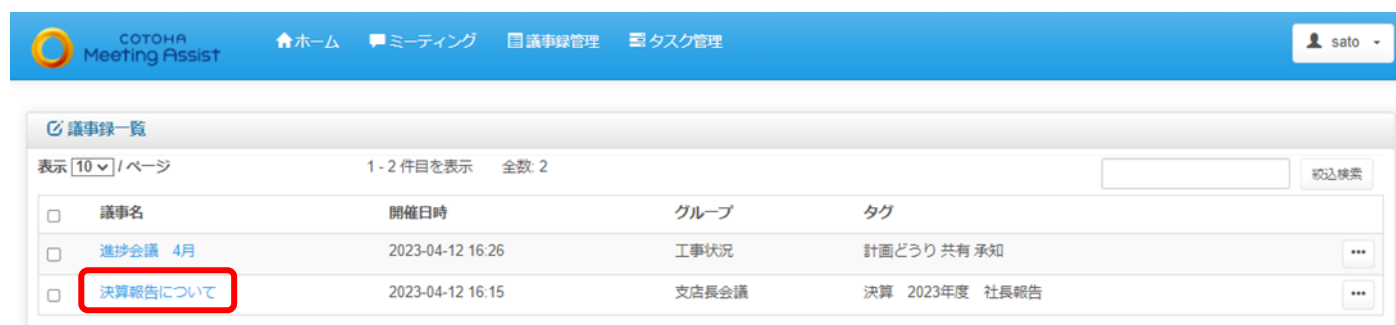 COTOHA
Meeting Assist
ホーム ミーティング 議事録管理 タスク管理 sato
議事録一覧
表示 10 / ページ 1 - 2 件目を表示 全数: 2 絞込検索
議事名 開催日時 グループ タグ
進捗会議 4月 2023-04-12 16:26 工事状況 計画どうり 共有 承知 •••
決算報告について 2023-04-12 16:15 支店長会議 決算 2023年度 社長報告 •••